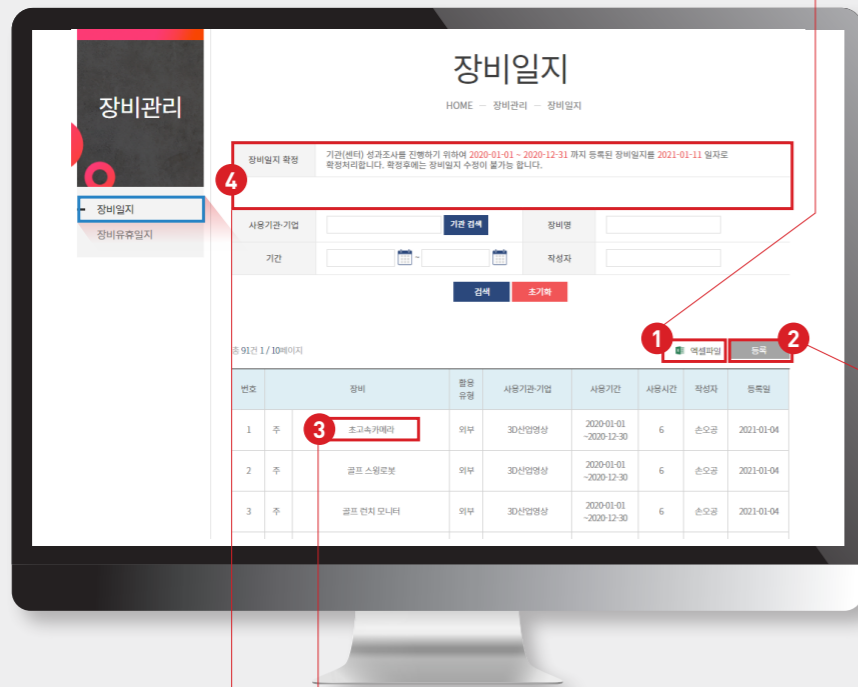 장비관리
장비일지
장비유휴일지
장비일지
HOME － 장비관리 － 장비일지
장비일지 확정
기관(센터) 성과조사를 진행하기 위하여 2020-01-01 ~ 2020-12-31 까지 등록된 장비일지를 2021-01-11 일자로
확정처리합니다. 확정후에는 장비일지 수정이 불가능 합니다.
4
사용기관·기업 기관 검색 장비명
기간 ~ 작성자
검색 초기화
총 91건 1 / 10페이지
1 엑셀파일 등록 2
번호 장비 활용유형 사용기관·기업 사용기간 사용시간 작성자 등록일
1 주 3 초고속카메라 외부 3D산업영상 2020-01-01 ~2020-12-30 6 손오공 2021-01-04
2 주 골프 스윙로봇 외부 3D산업영상 2020-01-01 ~2020-12-30 6 손오공 2021-01-04
3 주 골프 런치 모니터 외부 3D산업영상 2020-01-01 ~2020-12-30 6 손오공 2021-01-04